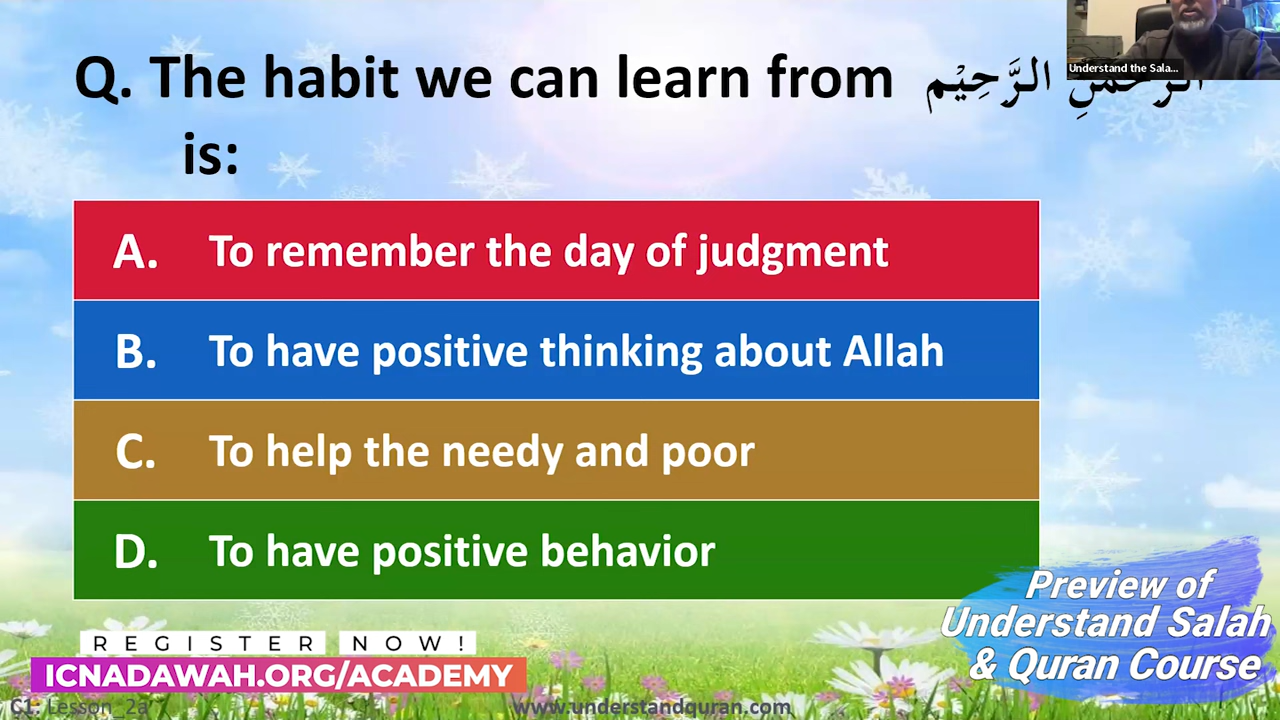 Q. The habit we can learn from الرَّحْمٰنِ الرَّحِيْم
is:
Understand the Sala...
A. To remember the day of judgment
B. To have positive thinking about Allah
C. To help the needy and poor
D. To have positive behavior
Preview of
Understand Salah
& Quran Course
REGISTER NOW!
ICNADAWAH.ORG/ACADEMY
C1: Lesson_2a
www.understandquran.com